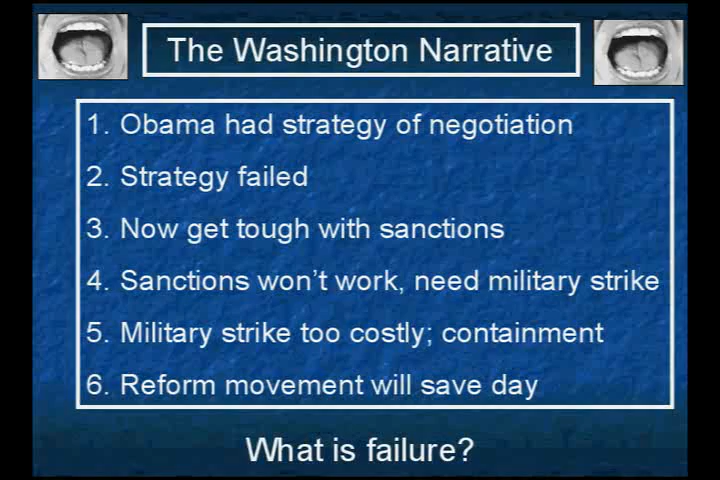 The Washington Narrative
1. Obama had strategy of negotiation
2. Strategy failed
3. Now get tough with sanctions
4. Sanctions won't work, need military strike
5. Military strike too costly; containment
6. Reform movement will save day
What is failure?